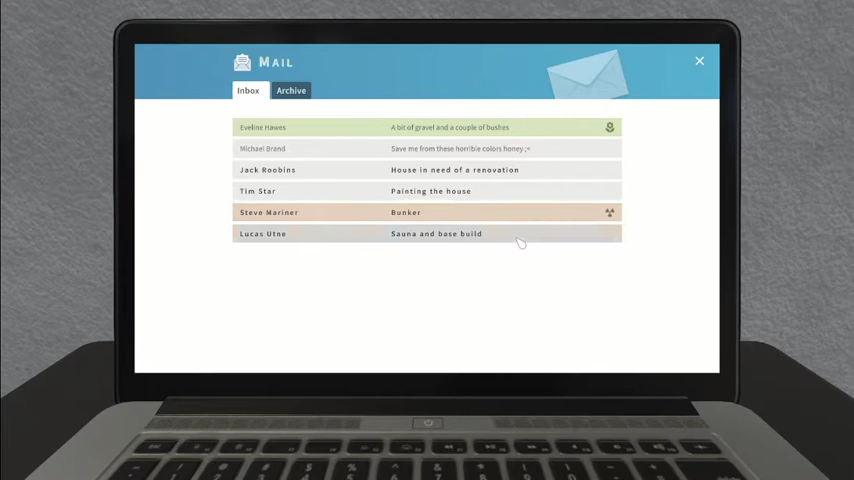 Mail
Inbox Archive
Eveline Hawes A bit of gravel and a couple of bushes
Michael Brand Save me from these horrible colors honey ;<
Jack Roobins House in need of a renovation
Tim Star Painting the house
Steve Mariner Bunker
Lucas Utne Sauna and base build